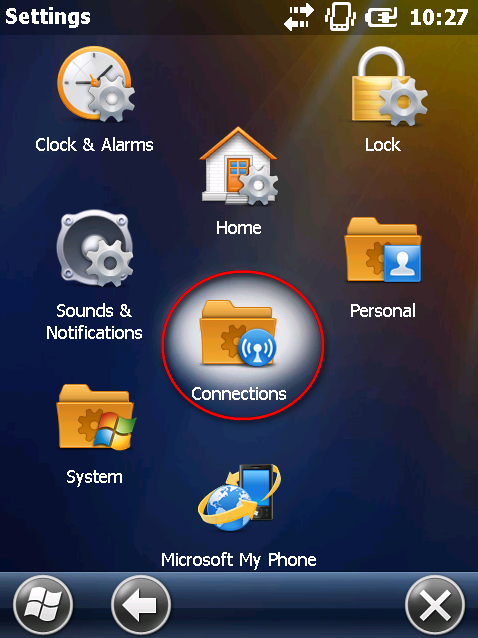 Settings
10:27
Clock & Alarms
Lock
Home
Sounds &
Notifications
Personal
Connections
System
Microsoft My Phone